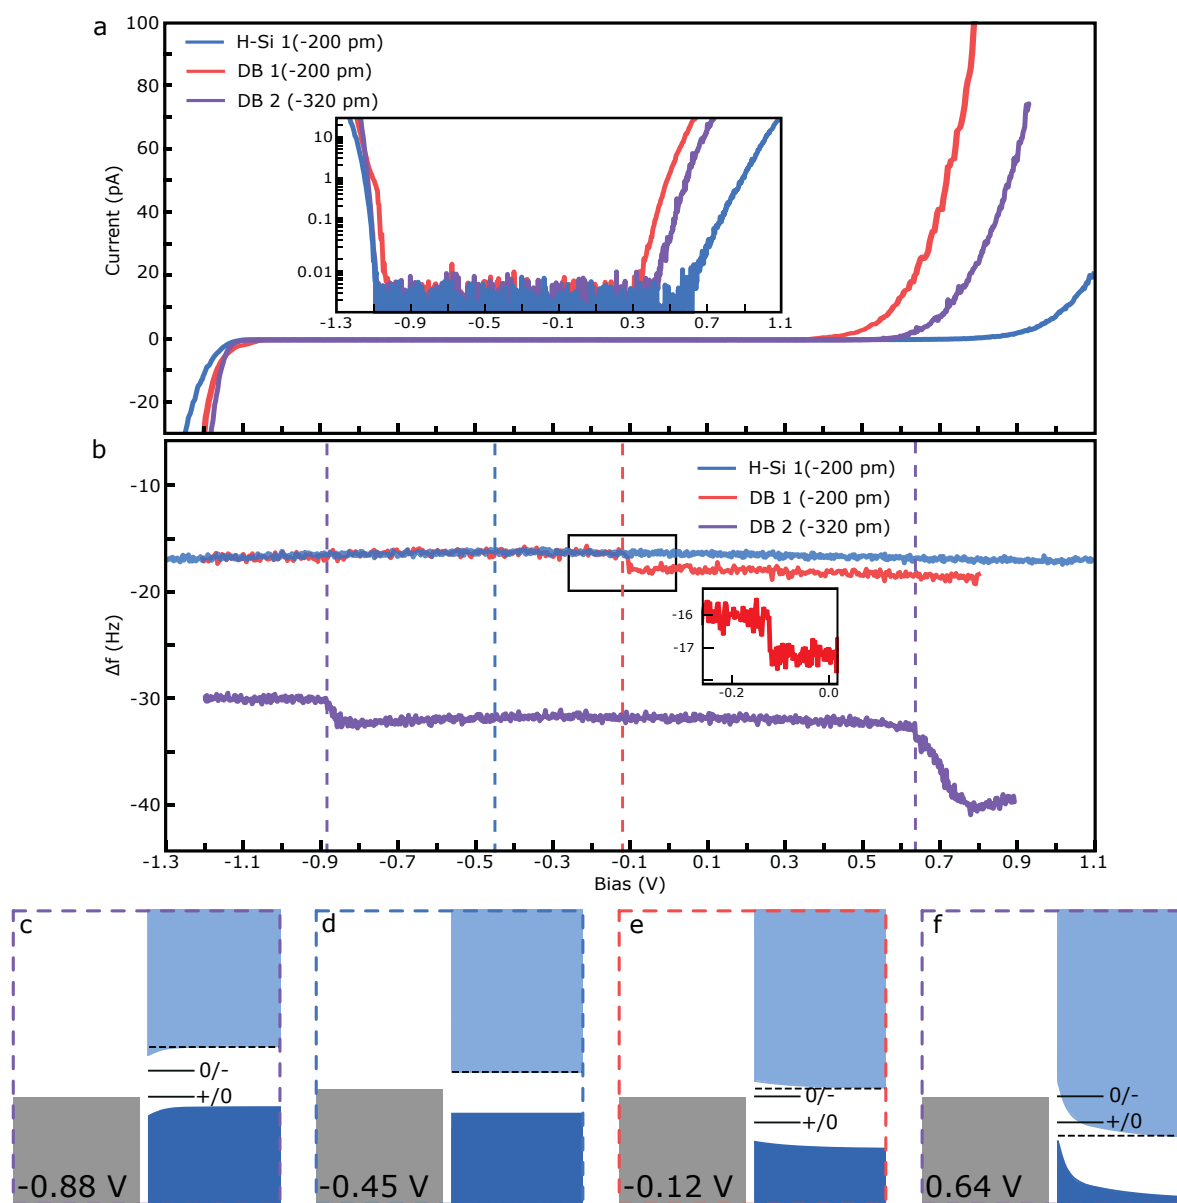 a
H-Si 1(-200 pm)
DB 1(-200 pm)
DB 2 (-320 pm)
Current (pA)
100
80
60
40
20
0
-20
10
1
0.1
0.01
-1.3 -0.9 -0.5 -0.1 0.3 0.7 1.1
b
H-Si 1(-200 pm)
DB 1 (-200 pm)
DB 2 (-320 pm)
Δf (Hz)
-10
-20
-30
-40
-16
-17
-0.2 0.0
-1.3 -1.1 -0.9 -0.7 -0.5 -0.3 -0.1 0.1 0.3 0.5 0.7 0.9 1.1
Bias (V)
c
0/-
+/0
-0.88 V
d
-0.45 V
e
0/-
+/0
-0.12 V
f
0/-
+/0
0.64 V